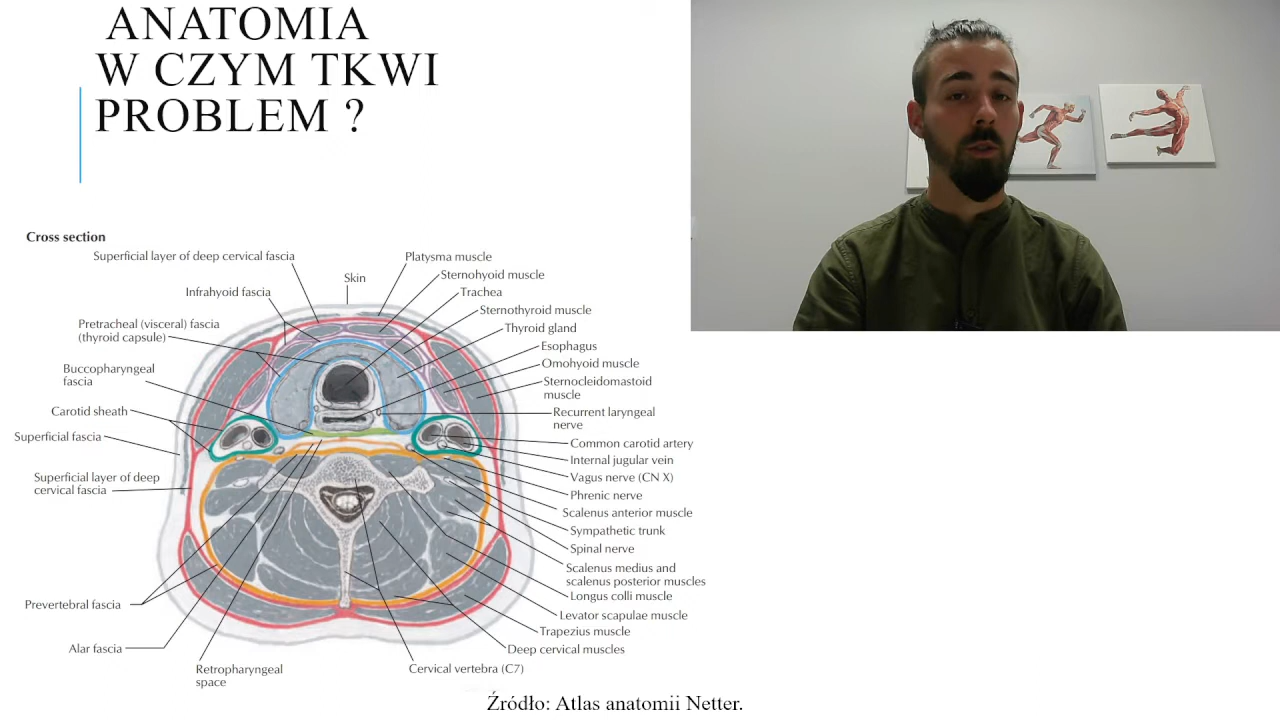 ANATOMIA
W CZYM TKWI
PROBLEM ?
Cross section
Superficial layer of deep cervical fascia
Skin
Infrahyoid fascia
Pretracheal (visceral) fascia
(thyroid capsule)
Buccopharyngeal
fascia
Carotid sheath
Superficial fascia
Superficial layer of deep
cervical fascia
Prevertebral fascia
Alar fascia
Retropharyngeal
space
Platysma muscle
Sternohyoid muscle
Trachea
Sternothyroid muscle
Thyroid gland
Esophagus
Omohyoid muscle
Sternocleidomastoid
muscle
Recurrent laryngeal
nerve
Common carotid artery
Internal jugular vein
Vagus nerve (CN X)
Phrenic nerve
Scalenus anterior muscle
Sympathetic trunk
Spinal nerve
Scalenus medius and
scalenus posterior muscles
Longus colli muscle
Levator scapulae muscle
Trapezius muscle
Deep cervical muscles
Cervical vertebra (C7)
Źródło: Atlas anatomii Netter.